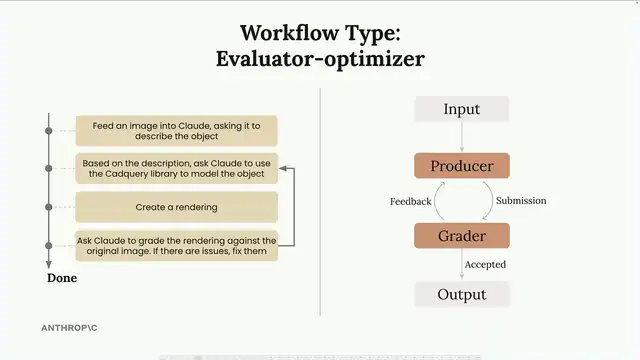 Workflow Type:
Evaluator-optimizer
Feed an image into Claude, asking it to
describe the object
Based on the description, ask Claude to use
the Cadquery library to model the object
Create a rendering
Ask Claude to grade the rendering against the
original image. If there are issues, fix them
Done
Input
Producer
Feedback
Submission
Grader
Accepted
Output
ANTHROP\C